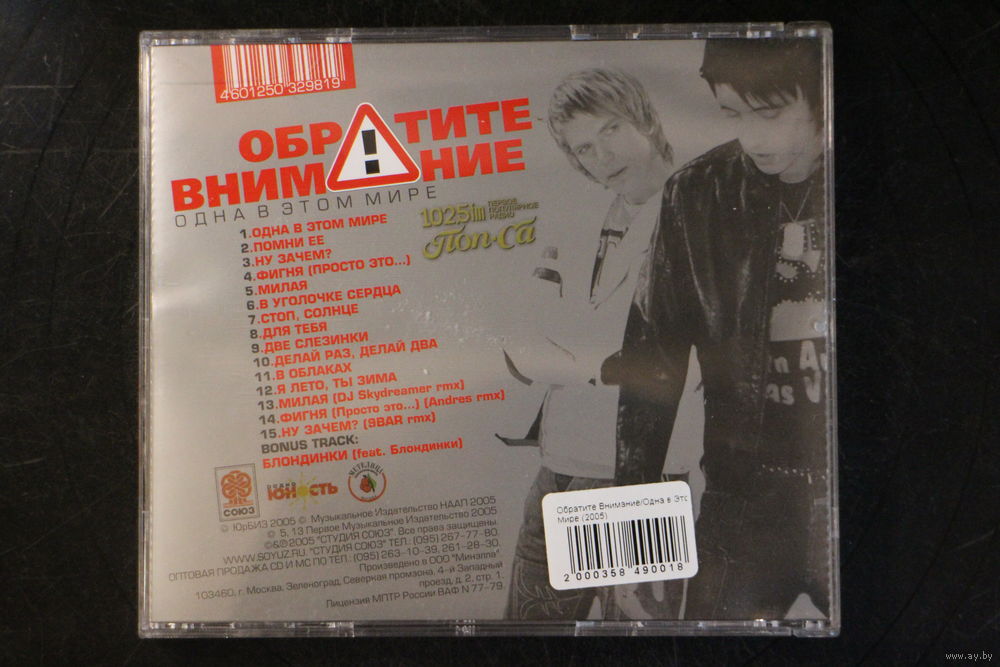 4601250 329819
ОБРАТИТЕ
!
ВНИМАНИЕ
ОДНА В ЭТОМ МИРЕ
102.5 fm ПЕРВОЕ ПОПУЛЯРНОЕ РАДИО
Поп·Са
1.ОДНА В ЭТОМ МИРЕ
2.ПОМНИ ЕЕ
3.НУ ЗАЧЕМ?
4.ФИГНЯ (ПРОСТО ЭТО...)
5.МИЛАЯ
6.В УГОЛОЧКЕ СЕРДЦА
7.СТОП, СОЛНЦЕ
8.ДЛЯ ТЕБЯ
9.ДВЕ СЛЕЗИНКИ
10.ДЕЛАЙ РАЗ, ДЕЛАЙ ДВА
11.В ОБЛАКАХ
12.Я ЛЕТО, ТЫ ЗИМА
13.МИЛАЯ (DJ Skydreamer rmx)
14.ФИГНЯ (Просто это...) (Andres rmx)
15.НУ ЗАЧЕМ? (9BAR rmx)
BONUS TRACK:
БЛОНДИНКИ (feat. Блондинки)
СОЮЗ
РАДИО ЮНОСТЬ
МЕТЕЛИЦА
© ЮрБИЗ 2005 © Музыкальное Издательство НААП 2005
© 5, 13 Первое Музыкальное Издательство 2005
©&℗ 2005 "СТУДИЯ СОЮЗ". Все права защищены.
WWW.SOYUZ.RU. "СТУДИЯ СОЮЗ" ТЕЛ.: (095) 267-77-80.
ОПТОВАЯ ПРОДАЖА CD И МС ПО ТЕЛ.: (095) 263-10-39, 261-28-30.
Произведено в ООО "Минэлла".
103460, г. Москва, Зеленоград, Северная промзона, 4-й Западный
проезд, д. 2, стр. 1.
Лицензия МПТР России ВАФ N 77-79
Обратите Внимание/Одна в Это
Мире (2005)
2 000358 490018
www.ay.by